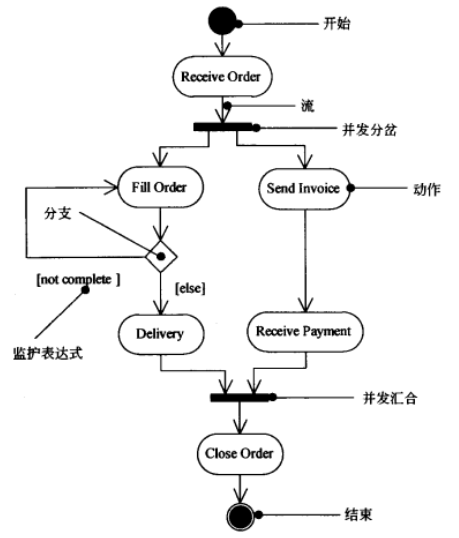 开始
Receive Order
流
并发分岔
Fill Order
Send Invoice
动作
分支
[not complete ]
[else]
监护表达式
Delivery
Receive Payment
并发汇合
Close Order
结束